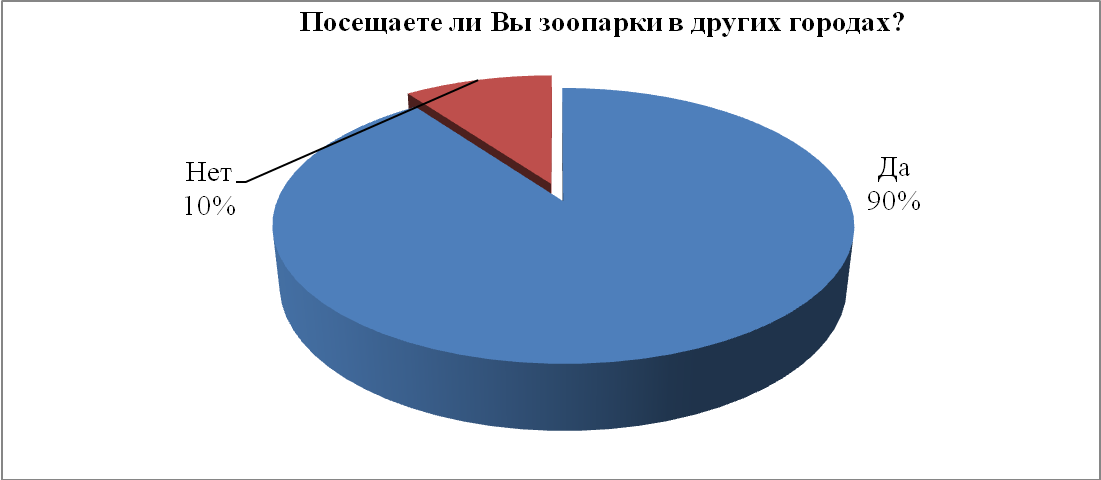 Посещаете ли Вы зоопарки в других городах?
Нет
10%
Да
90%